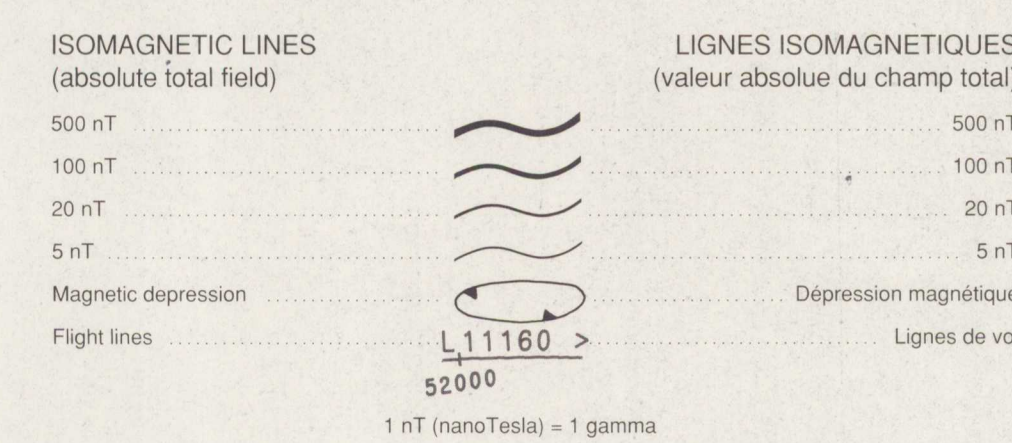 ISOMAGNETIC LINES
(absolute total field)
LIGNES ISOMAGNETIQUES
(valeur absolue du champ total)
500 nT 500 nT
100 nT 100 nT
20 nT 20 nT
5 nT 5 nT
Magnetic depression Dépression magnétique
Flight lines L11160 > Lignes de vo
52000
1 nT (nanoTesla) = 1 gamma